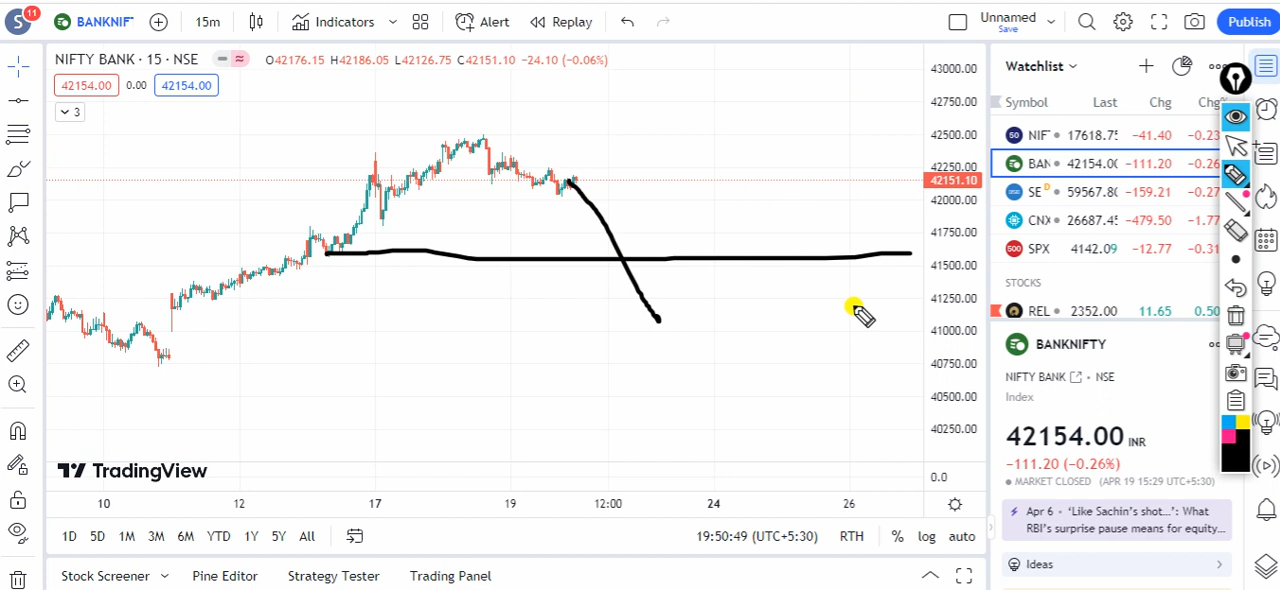 S 11 BANKNIF 15m Indicators Alert Replay Unnamed Save Publish
NIFTY BANK · 15 · NSE O42176.15 H42186.05 L42126.75 C42151.10 −24.10 (−0.06%)
42154.00 0.00 42154.00
3
43000.00
42750.00
42500.00
42250.00
42151.10
42000.00
41750.00
41500.00
41250.00
41000.00
40750.00
40500.00
40250.00
0.0
TradingView
10 12 17 19 12:00 24 26
1D 5D 1M 3M 6M YTD 1Y 5Y All 19:50:49 (UTC+5:30) RTH % log auto
Stock Screener Pine Editor Strategy Tester Trading Panel
Watchlist
Symbol Last Chg Chg%
50 NIF 17618.75 −41.40 −0.23
BAN 42154.00 −111.20 −0.26
SE D 59567.80 −159.21 −0.27
CNX 26687.45 −479.50 −1.77
500 SPX 4142.09 −12.77 −0.31
STOCKS
REL 2352.00 11.65 0.50
BANKNIFTY
NIFTY BANK • NSE
Index
42154.00 INR
−111.20 (−0.26%)
MARKET CLOSED (APR 19 15:29 UTC+5:30)
Apr 6 • ‘Like Sachin’s shot...’: What
RBI’s surprise pause means for equity...
Ideas